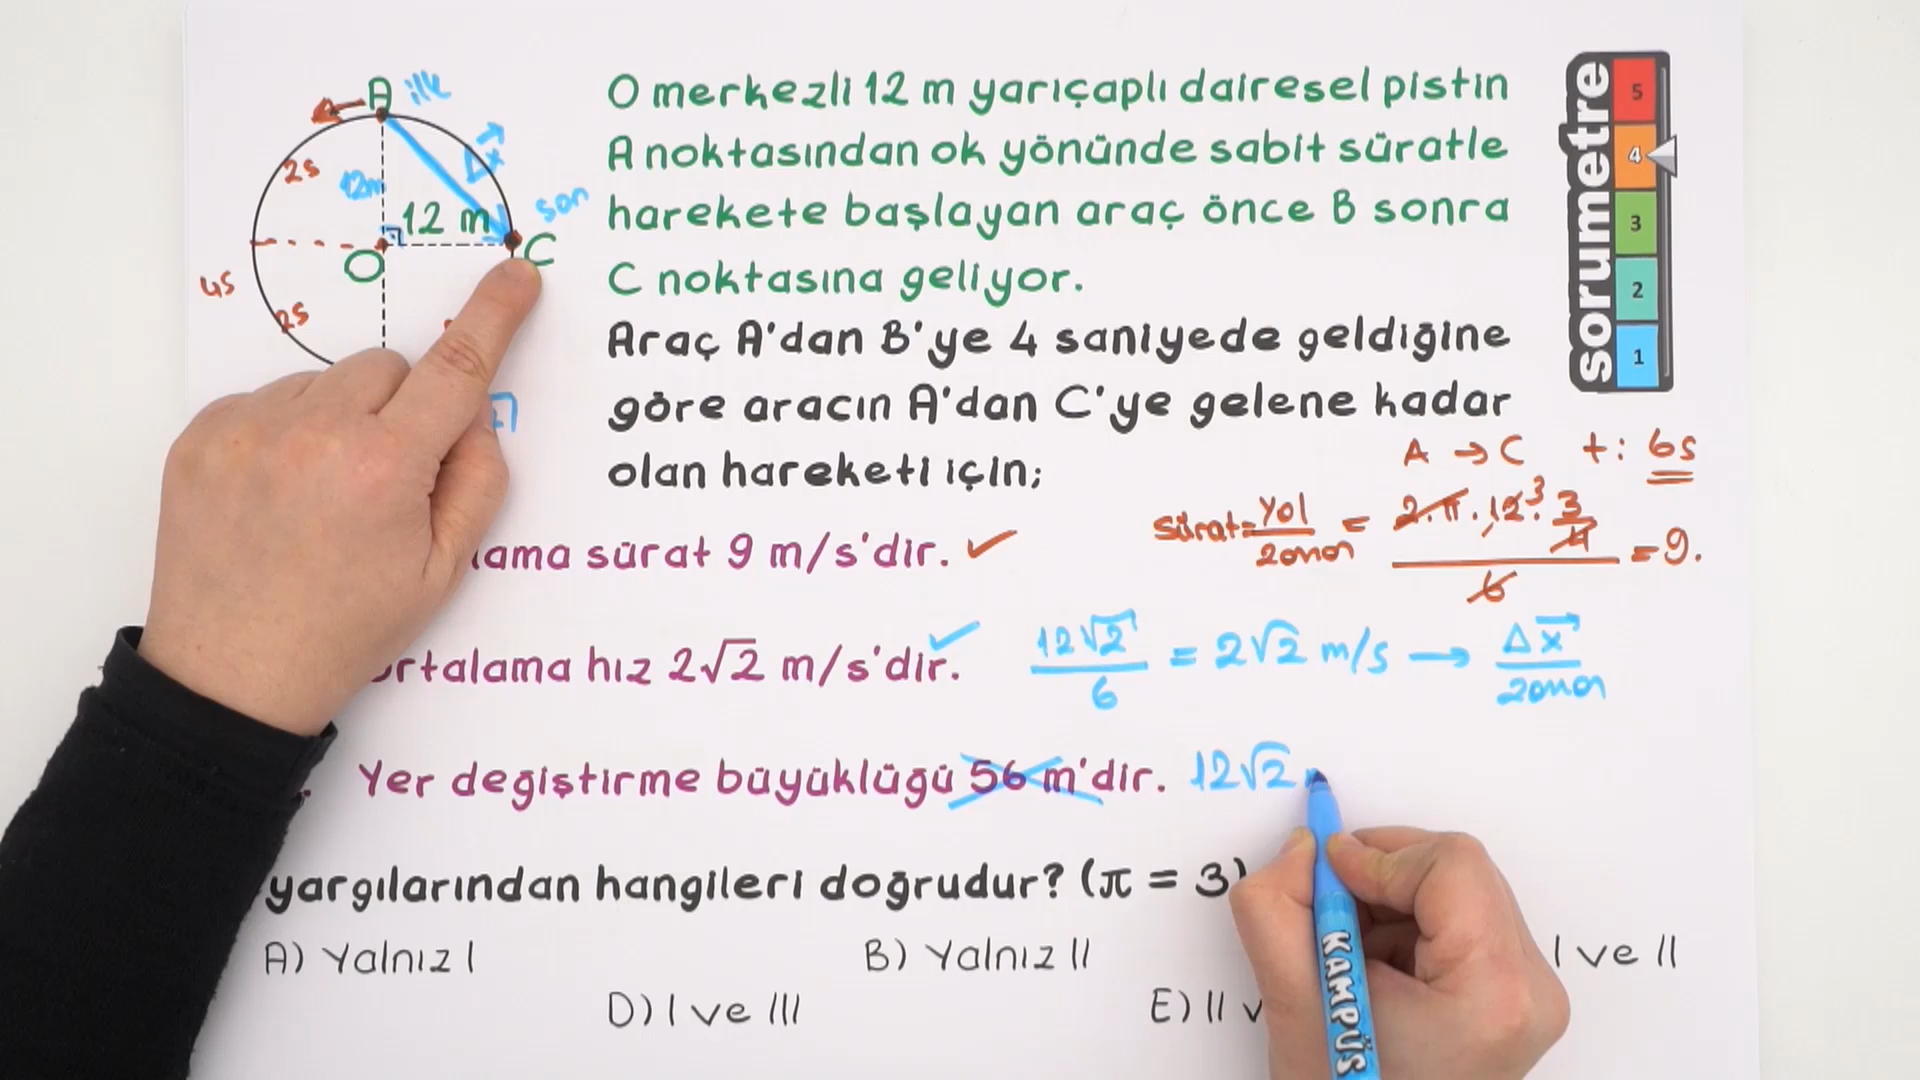 A ilk
2s
12m
Δx
12 m
son
O
C
4s
2s
O merkezli 12 m yarıçaplı dairesel pistin
A noktasından ok yönünde sabit süratle
harekete başlayan araç önce B sonra
C noktasına geliyor.
Araç A'dan B'ye 4 saniyede geldiğine
göre aracın A'dan C'ye gelene kadar
olan hareketi için;
sorumetre
5
4
3
2
1
A → C t: 6s
sürat = yol / zaman = 2.π.12.3/4 / 6 = 9.
3
sürat 9 m/s'dir. ✓
hız 2√2 m/s'dir. ✓ 12√2 / 6 = 2√2 m/s → Δx / zaman
Yer değiştirme büyüklüğü 56 m'dir. 12√2
yargılarından hangileri doğrudur? (π = 3)
A) Yalnız I B) Yalnız II I ve II
D) I ve III E) II
KAMPÜS